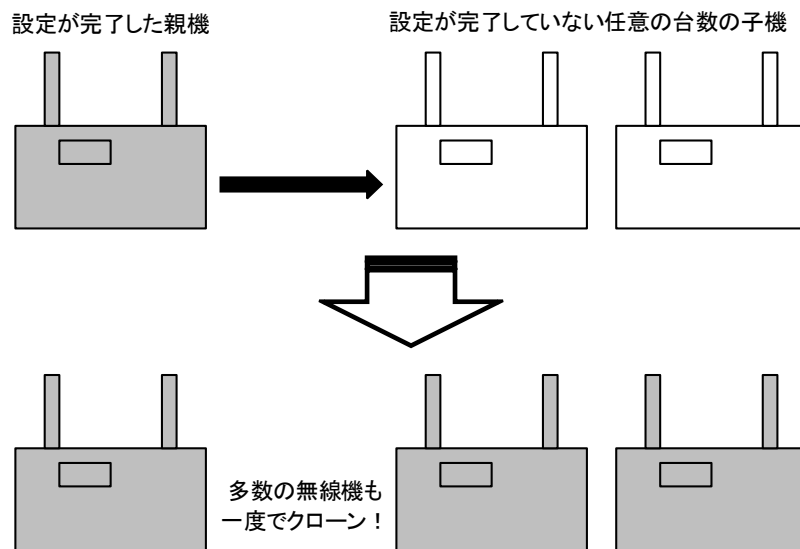 設定が完了した親機
設定が完了していない任意の台数の子機
多数の無線機も
一度でクローン！